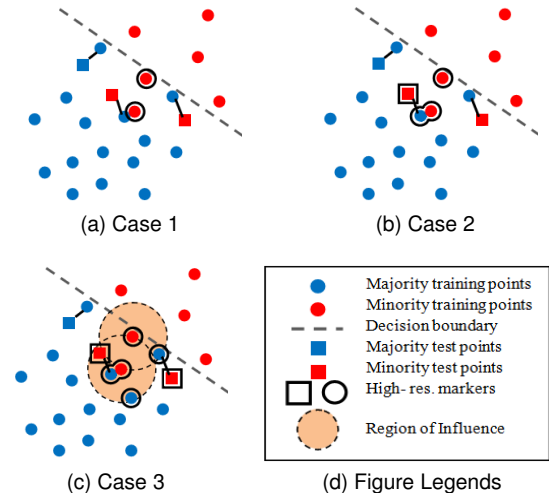 (a) Case 1
(b) Case 2
Majority training points
Minority training points
Decision boundary
Majority test points
Minority test points
High- res. markers
Region of Influence
(c) Case 3
(d) Figure Legends